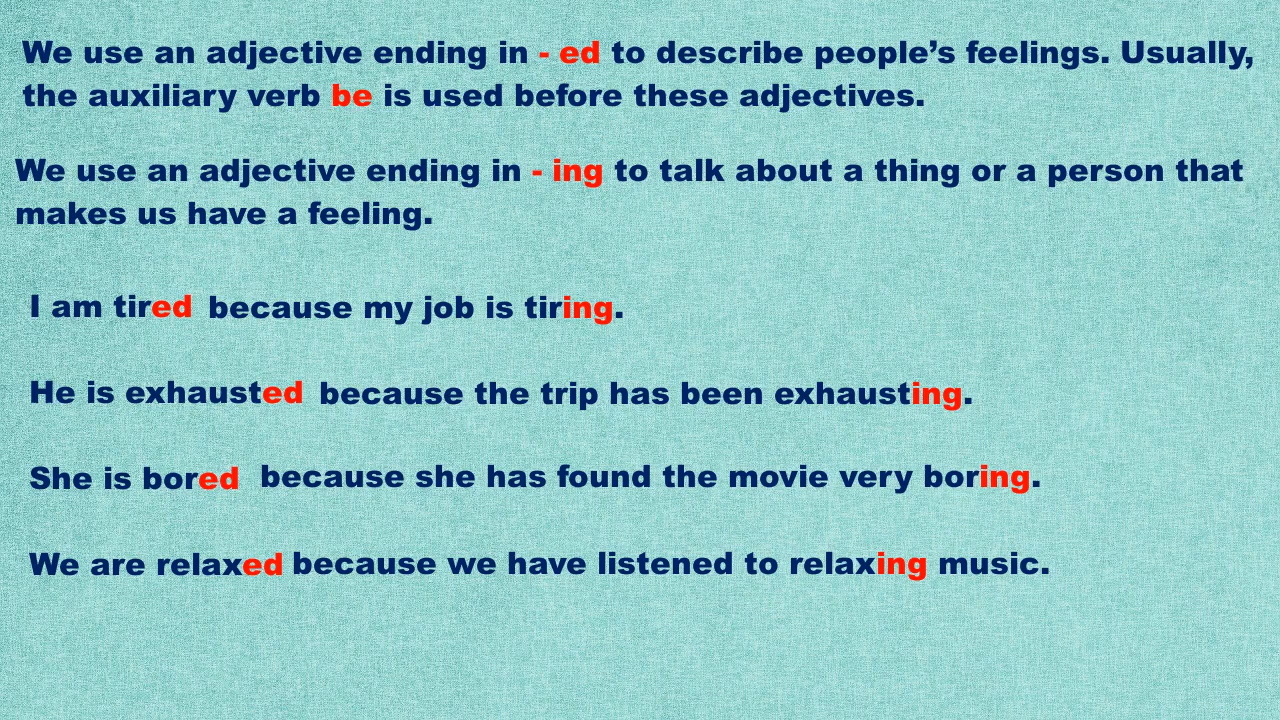 We use an adjective ending in - ed to describe people’s feelings. Usually,
the auxiliary verb be is used before these adjectives.
We use an adjective ending in - ing to talk about a thing or a person that
makes us have a feeling.
I am tired because my job is tiring.
He is exhausted because the trip has been exhausting.
She is bored because she has found the movie very boring.
We are relaxed because we have listened to relaxing music.